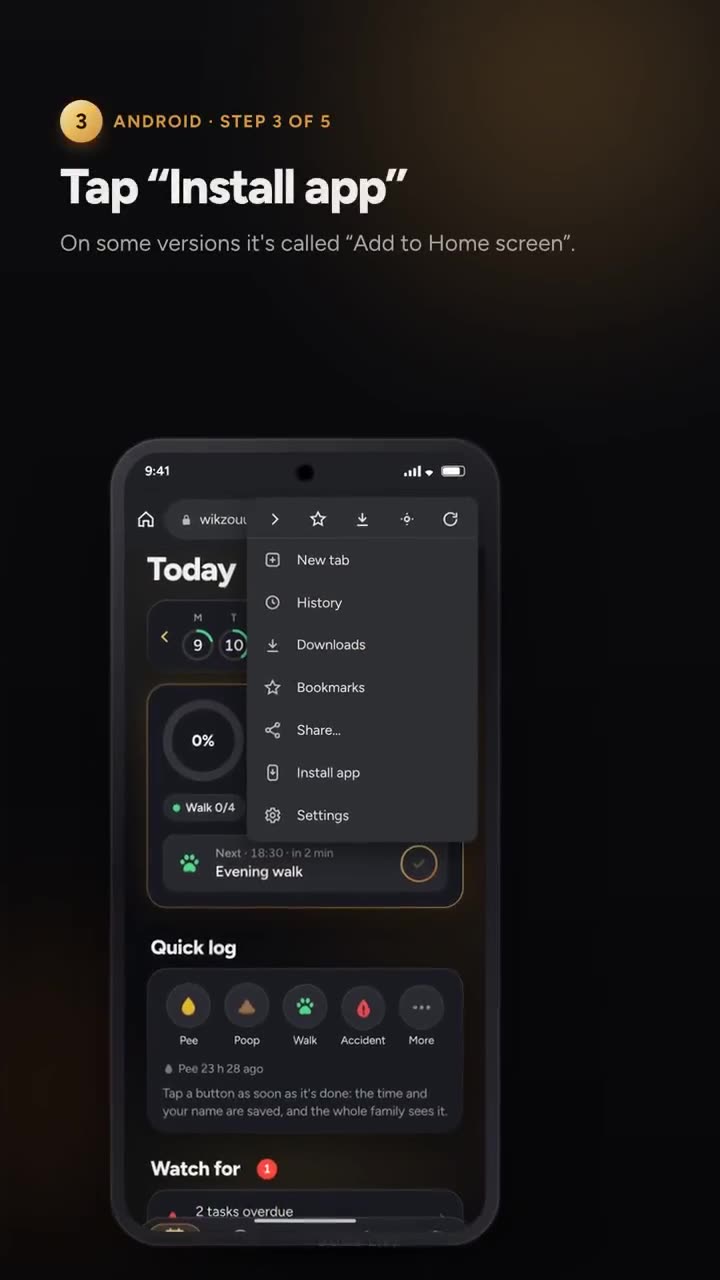 3 ANDROID · STEP 3 OF 5
Tap “Install app”
On some versions it's called “Add to Home screen”.
9:41
wikzou
Today
M T
9 10
New tab
History
Downloads
Bookmarks
Share...
Install app
Settings
0%
Walk 0/4
Next · 18:30 · in 2 min
Evening walk
Quick log
Pee Poop Walk Accident More
Pee 23 h 28 ago
Tap a button as soon as it's done: the time and
your name are saved, and the whole family sees it.
Watch for 1
2 tasks overdue